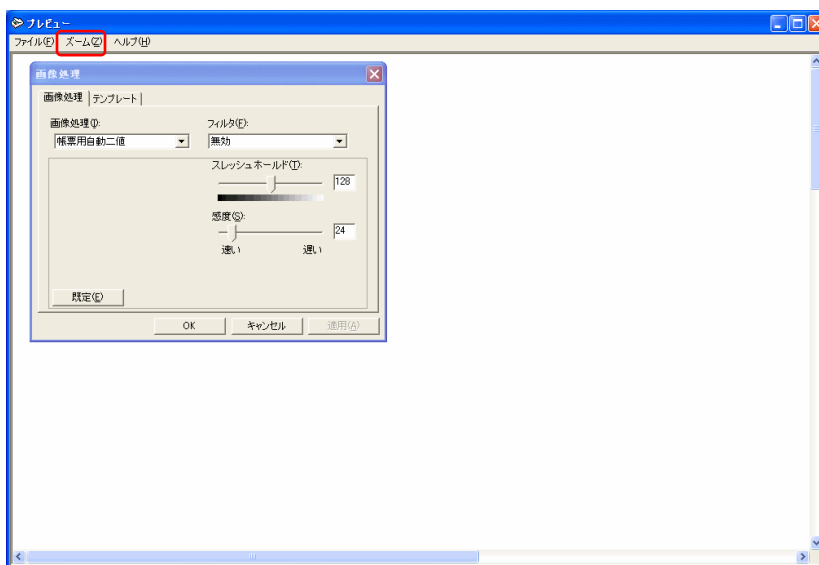 プレビュー
ファイル(F) ズーム(Z) ヘルプ(H)
画像処理
画像処理 テンプレート
画像処理(I): フィルタ(F):
帳票用自動二値 無効
スレッシュホールド(T):
128
感度(S):
24
速い 遅い
既定(E)
OK キャンセル 適用(A)